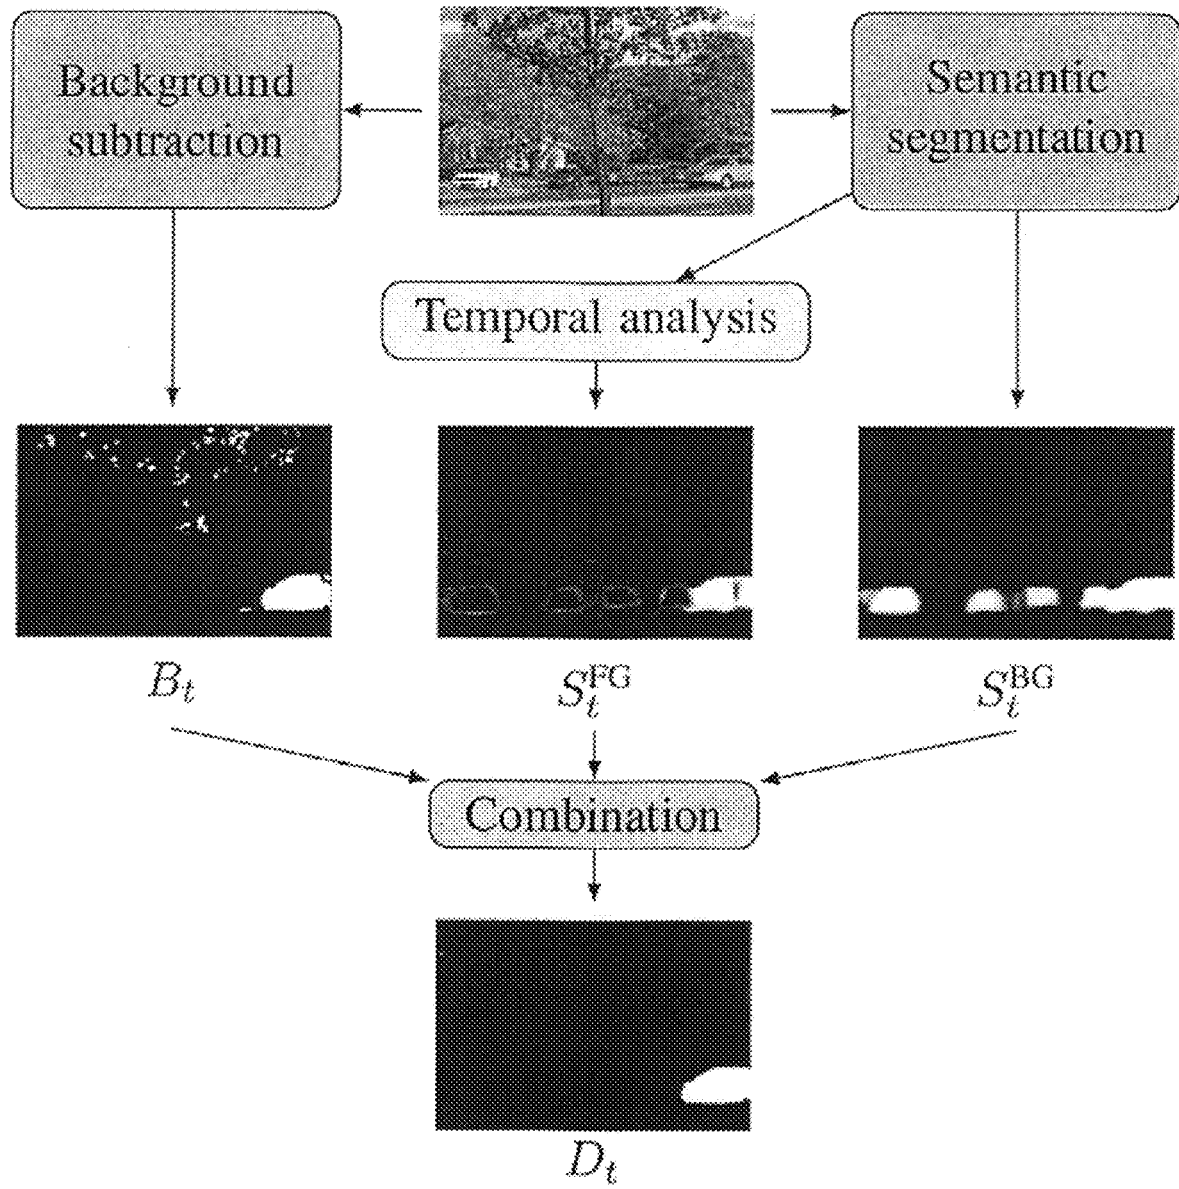 Background
subtraction
Semantic
segmentation
Temporal analysis
B_t
S_t^FG
S_t^BG
Combination
D_t